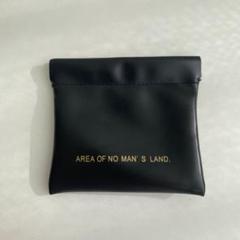 AREA OF NO MAN' S LAND.